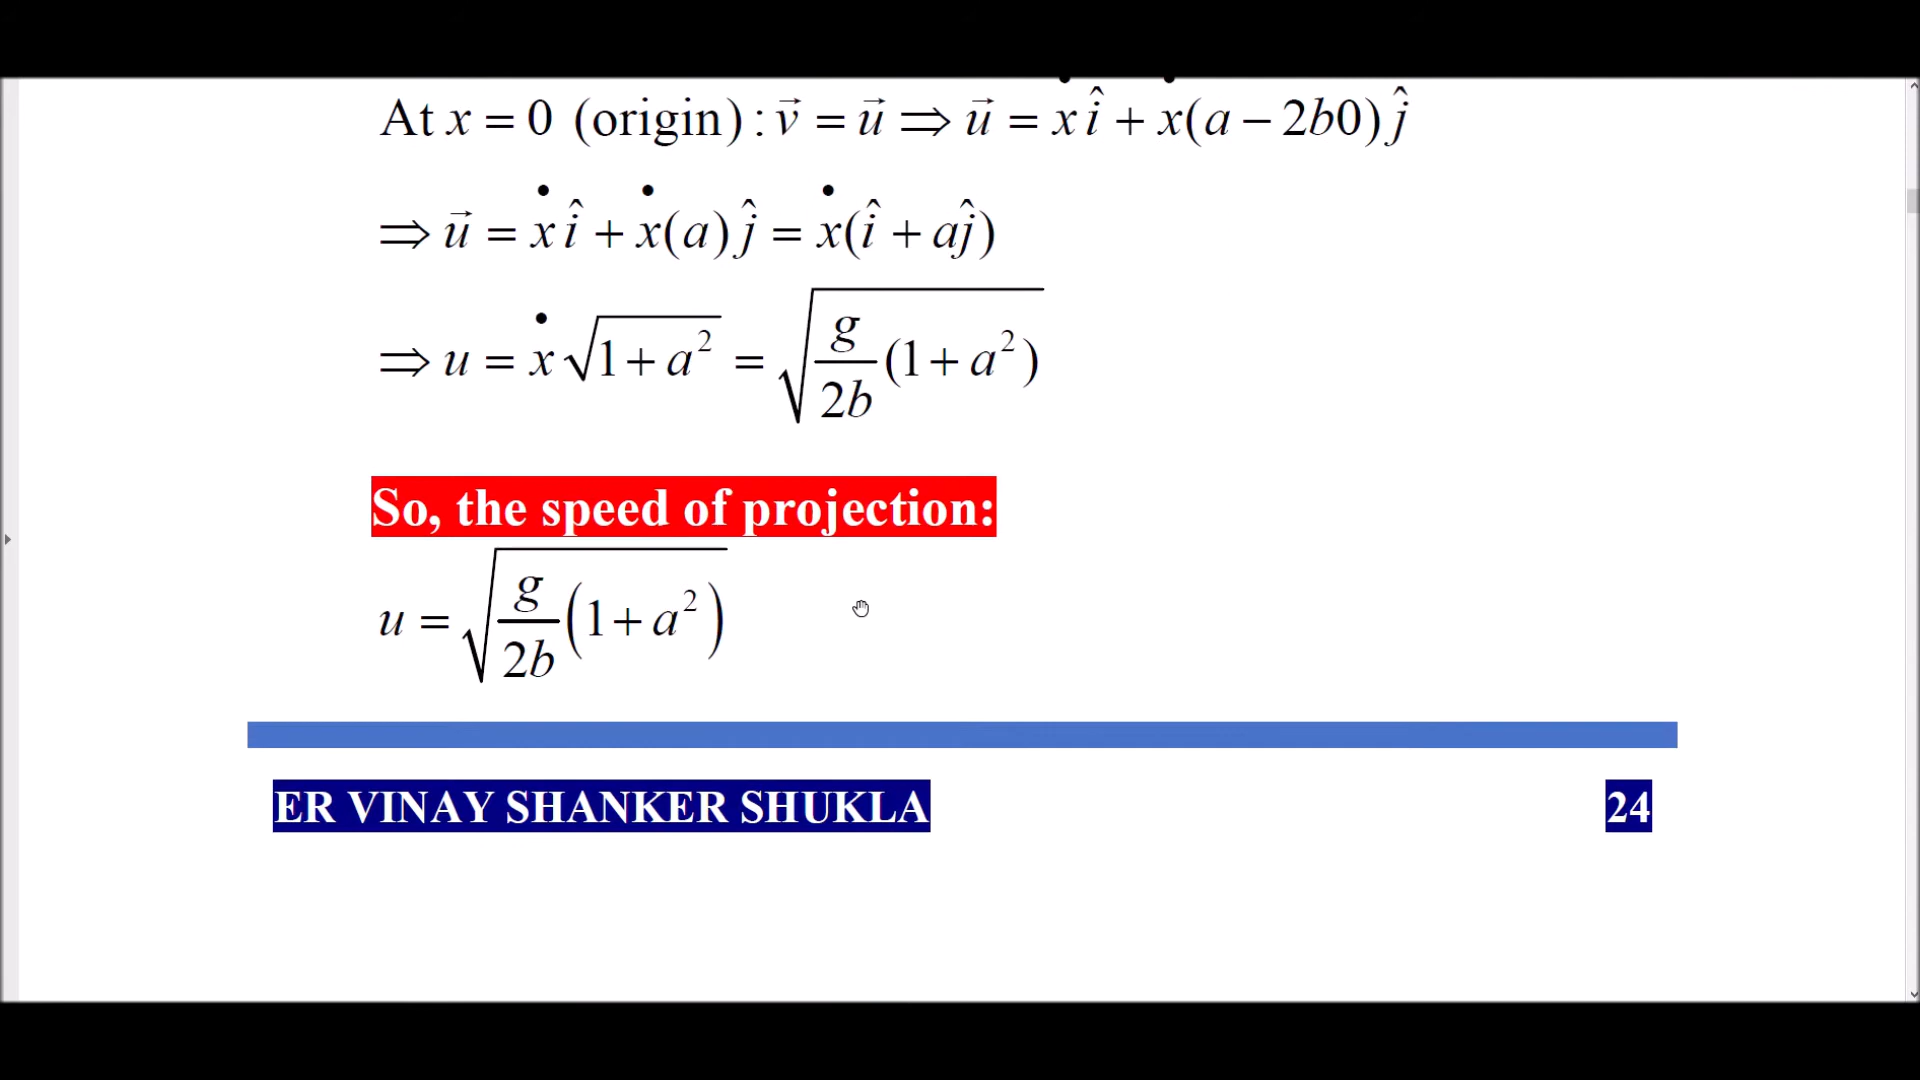 At x = 0 (origin) : v⃗ = u⃗ ⇒ u⃗ = ẋ î + ẋ(a − 2b0) ĵ
⇒ u⃗ = ẋ î + ẋ(a) ĵ = ẋ(î + aĵ)
⇒ u = ẋ √(1 + a²) = √(g/2b (1 + a²))
So, the speed of projection:
u = √(g/2b (1 + a²))
ER VINAY SHANKER SHUKLA 24